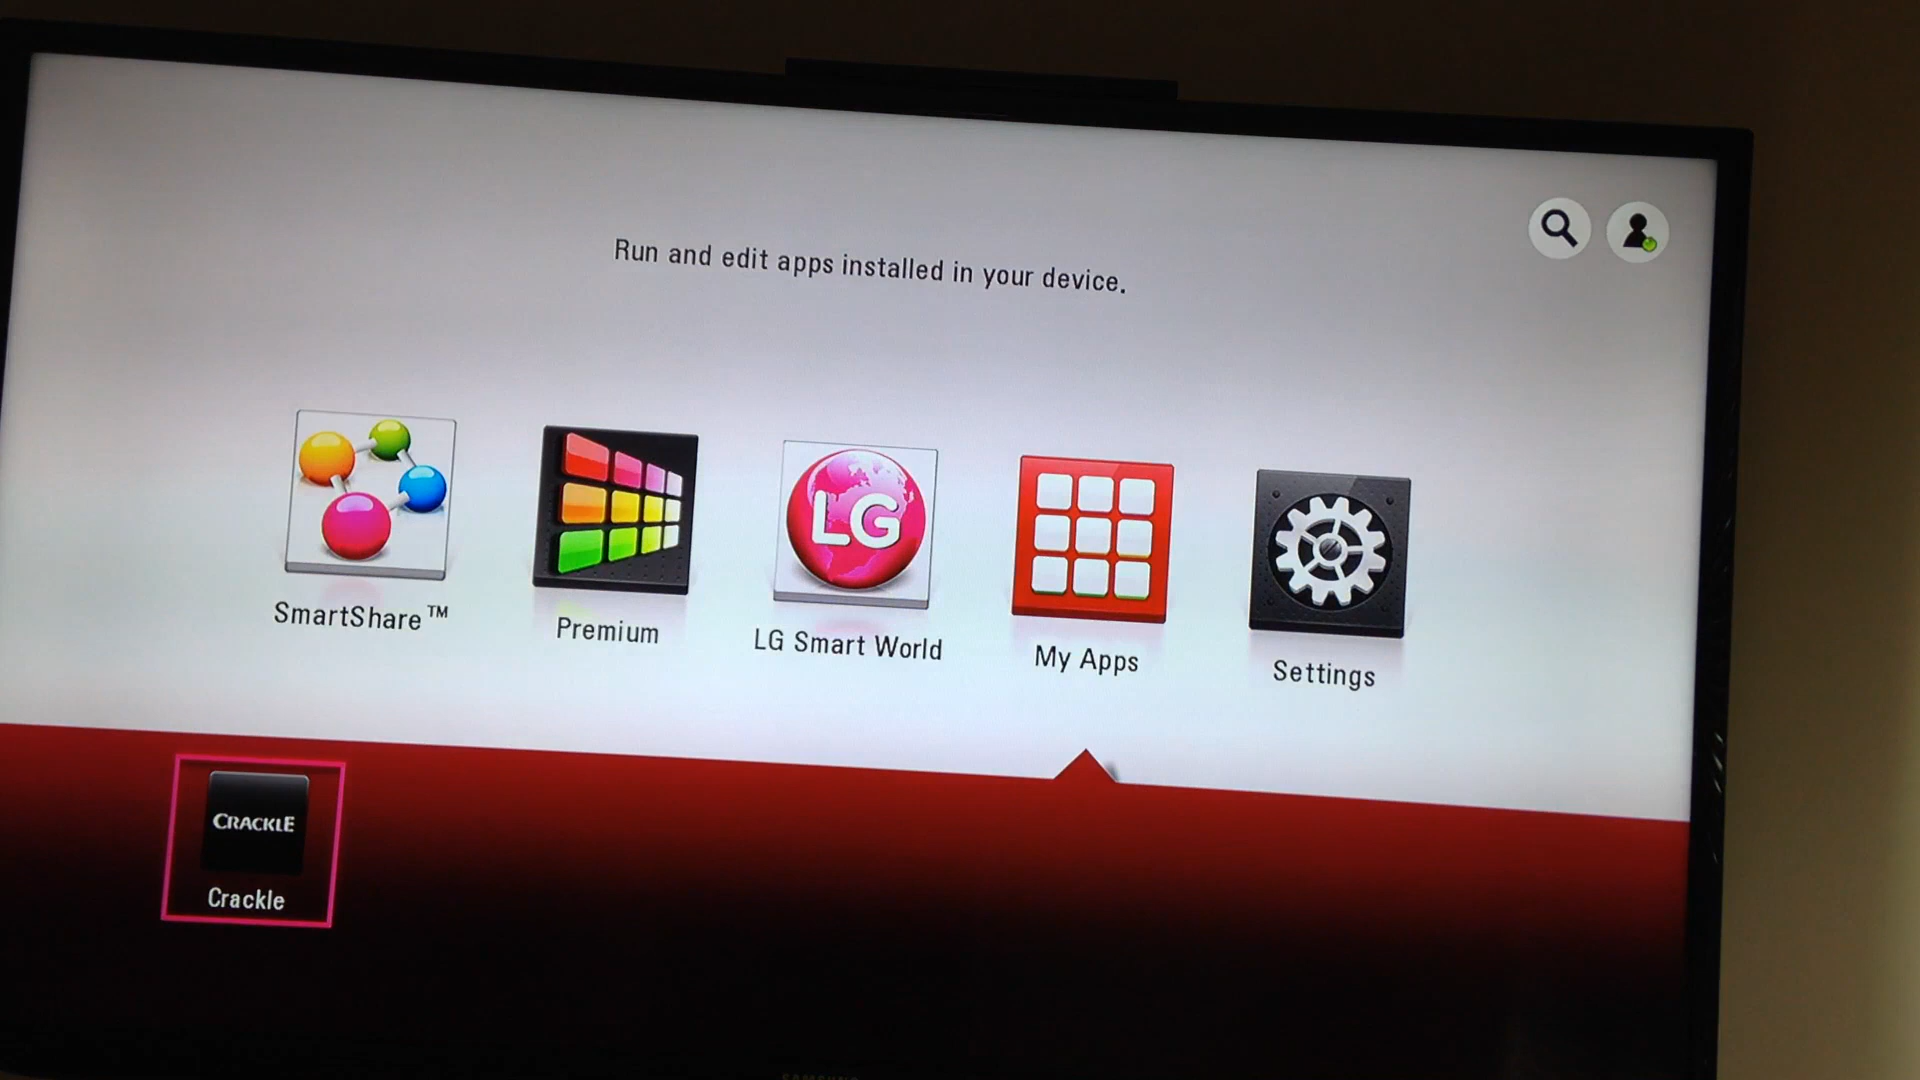 Run and edit apps installed in your device.
LG
SmartShare™
Premium
LG Smart World
My Apps
Settings
CRACKLE
Crackle
SAMSUNG